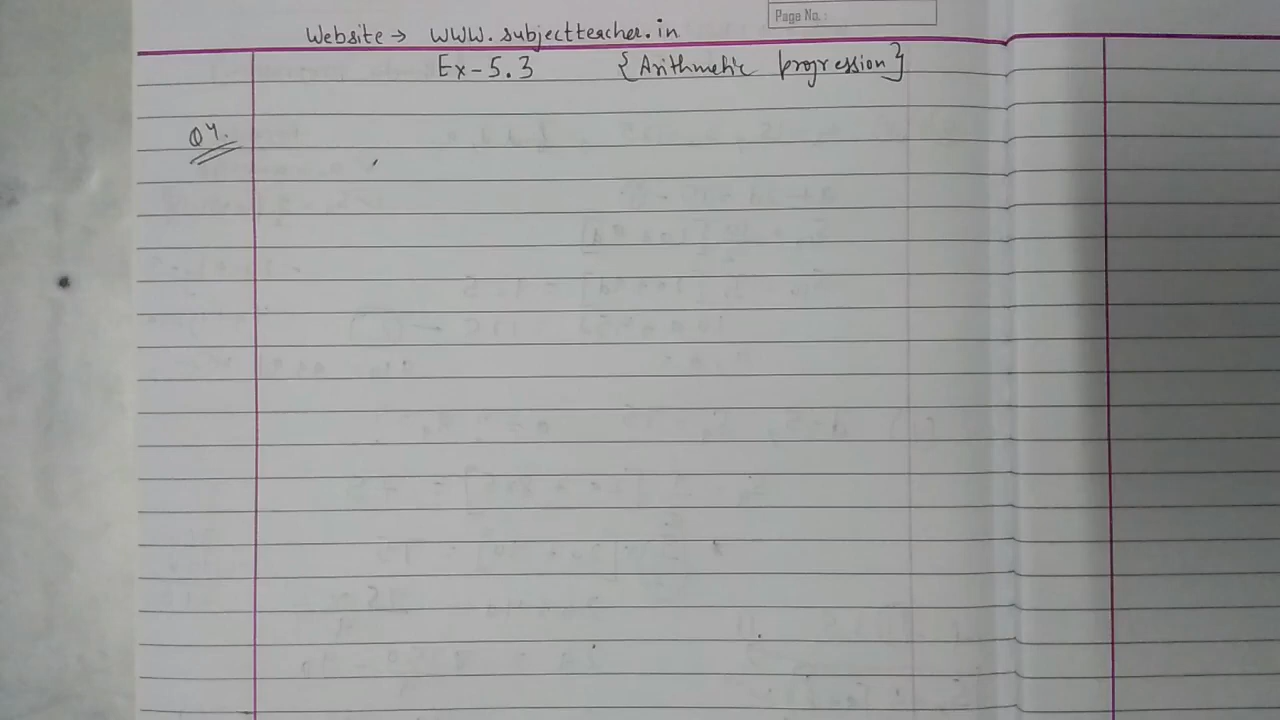 Page No. :
Website → WWW.subjectteacher.in
Ex-5.3 {Arithmetic progression}
Q4.